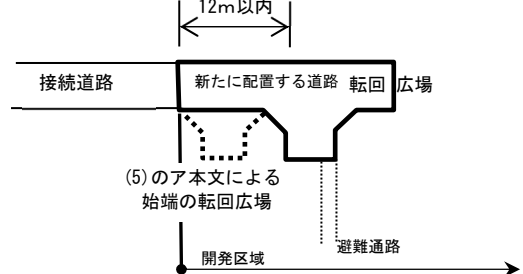 12m以内
接続道路
新たに配置する道路
転回広場
(5)のア本文による
始端の転回広場
避難通路
開発区域